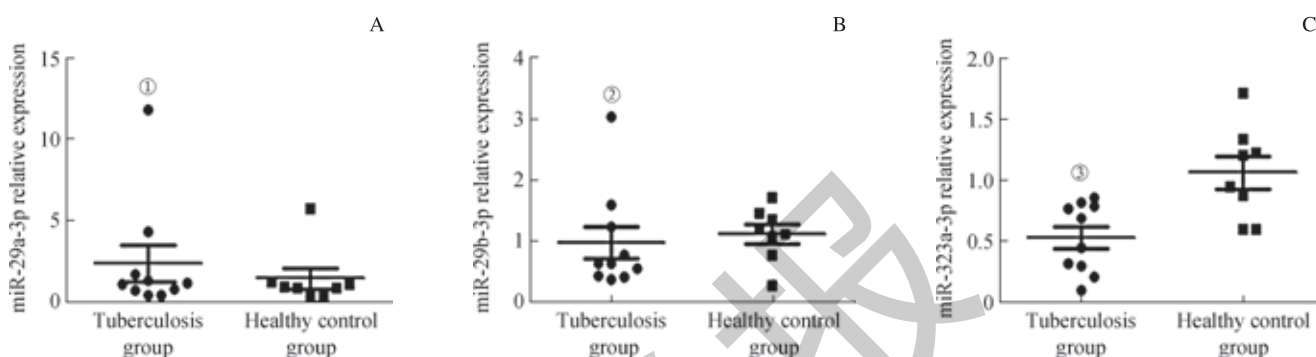 A
miR-29a-3p relative expression
15
10
5
0
①
Tuberculosis
group
Healthy control
group
B
miR-29b-3p relative expression
4
3
2
1
0
②
Tuberculosis
group
Healthy control
group
C
miR-323a-3p relative expression
2.0
1.5
1.0
0.5
0
③
Tuberculosis
group
Healthy control
group
报